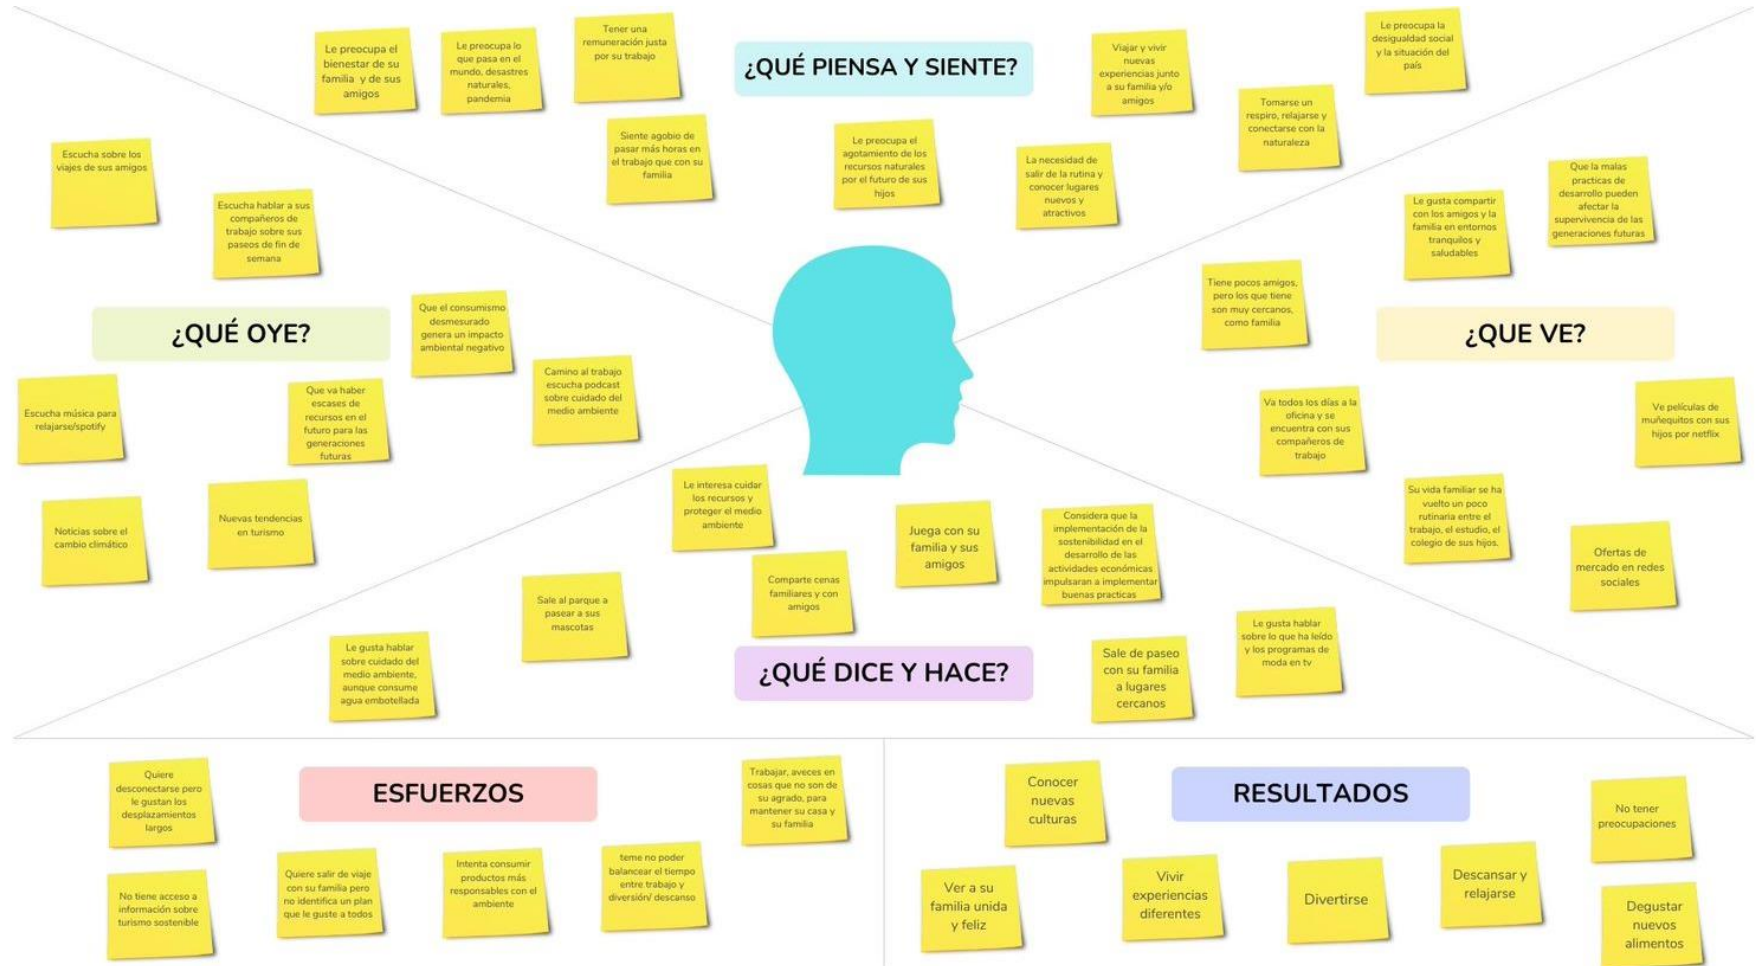 ¿QUÉ PIENSA Y SIENTE?
Le preocupa el
bienestar de su
familia y de sus
amigos
Le preocupa lo
que pasa en el
mundo, desastres
naturales,
pandemia
Tener una
remuneración justa
por su trabajo
Siente agobio de
pasar más horas en
el trabajo que con su
familia
Le preocupa el
agotamiento de los
recursos naturales
por el futuro de sus
hijos
La necesidad de
salir de la rutina y
conocer lugares
nuevos y
atractivos
Viajar y vivir
nuevas
experiencias junto
a su familia y/o
amigos
Tomarse un
respiro, relajarse y
conectarse con la
naturaleza
Le preocupa la
desigualdad social
y la situación del
país
¿QUÉ OYE?
Escucha sobre los
viajes de sus amigos
Escucha hablar a sus
compañeros de
trabajo sobre sus
paseos de fin de
semana
Que el consumismo
desmesurado
genera un impacto
ambiental negativo
Camino al trabajo
escucha podcast
sobre cuidado del
medio ambiente
Escucha música para
relajarse/spotify
Que va haber
escases de
recursos en el
futuro para las
generaciones
futuras
Noticias sobre el
cambio climático
Nuevas tendencias
en turismo
¿QUE VE?
Que la malas
practicas de
desarrollo pueden
afectar la
supervivencia de las
generaciones futuras
Le gusta compartir
con los amigos y la
familia en entornos
tranquilos y
saludables
Tiene pocos amigos,
pero los que tiene
son muy cercanos,
como familia
Va todos los días a la
oficina y se
encuentra con sus
compañeros de
trabajo
Ve películas de
muñequitos con sus
hijos por netflix
Su vida familiar se ha
vuelto un poco
rutinaria entre el
trabajo, el estudio, el
colegio de sus hijos.
Ofertas de
mercado en redes
sociales
¿QUÉ DICE Y HACE?
Le interesa cuidar
los recursos y
proteger el medio
ambiente
Juega con su
familia y sus
amigos
Considera que la
implementación de la
sostenibilidad en el
desarrollo de las
actividades económicas
impulsaran a implementar
buenas practicas
Comparte cenas
familiares y con
amigos
Sale al parque a
pasear a sus
mascotas
Le gusta hablar
sobre cuidado del
medio ambiente,
aunque consume
agua embotellada
Sale de paseo
con su familia
a lugares
cercanos
Le gusta hablar
sobre lo que ha leído
y los programas de
moda en tv
ESFUERZOS
Quiere
desconectarse pero
le gustan los
desplazamientos
largos
Trabajar, aveces en
cosas que no son de
su agrado, para
mantener su casa y
su familia
No tiene acceso a
información sobre
turismo sostenible
Quiere salir de viaje
con su familia pero
no identifica un plan
que le guste a todos
Intenta consumir
productos más
responsables con el
ambiente
teme no poder
balancear el tiempo
entre trabajo y
diversión/ descanso
RESULTADOS
Conocer
nuevas
culturas
No tener
preocupaciones
Ver a su
familia unida
y feliz
Vivir
experiencias
diferentes
Divertirse
Descansar y
relajarse
Degustar
nuevos
alimentos